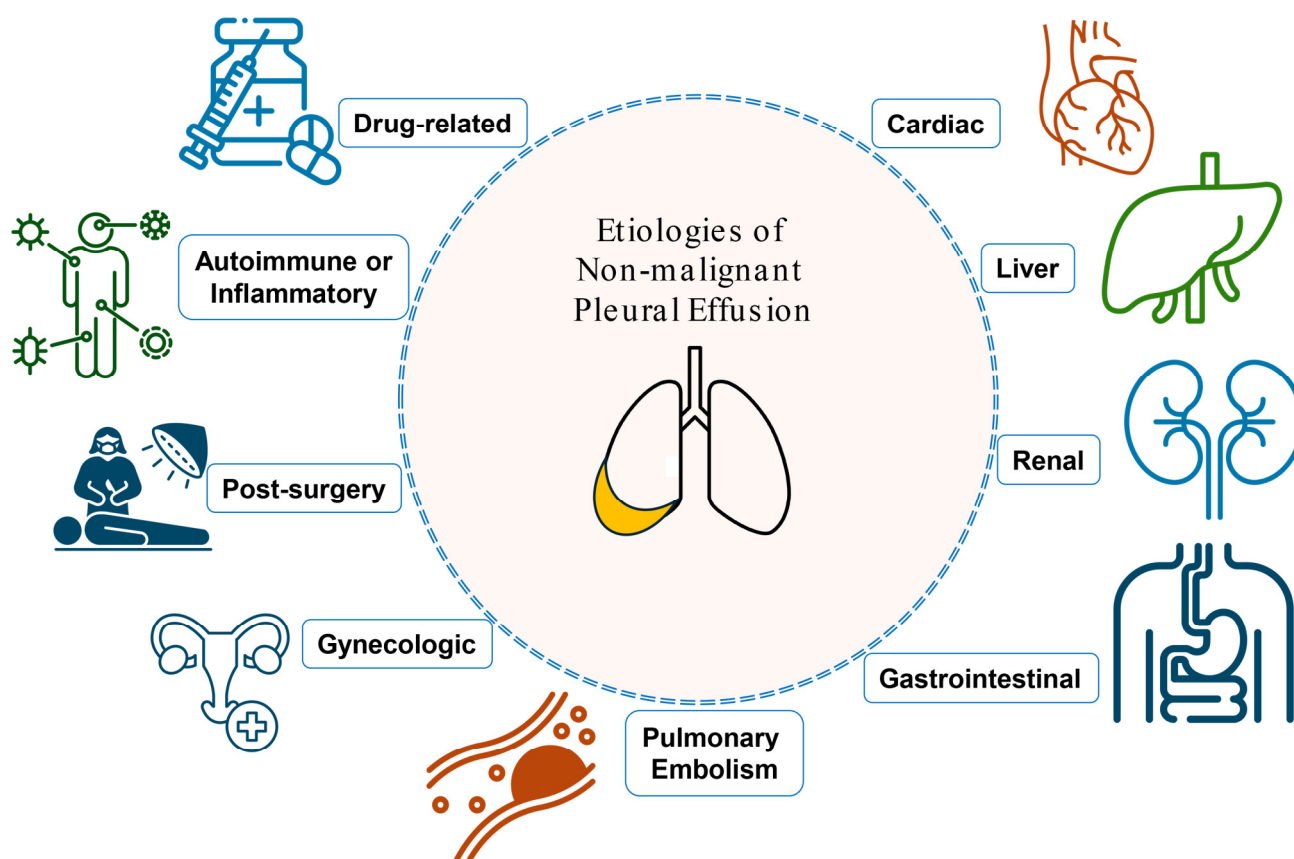 Drug-related
Cardiac
Etiologies of
Non-malignant
Pleural Effusion
Autoimmune or
Inflammatory
Liver
Post-surgery
Renal
Gynecologic
Gastrointestinal
Pulmonary
Embolism